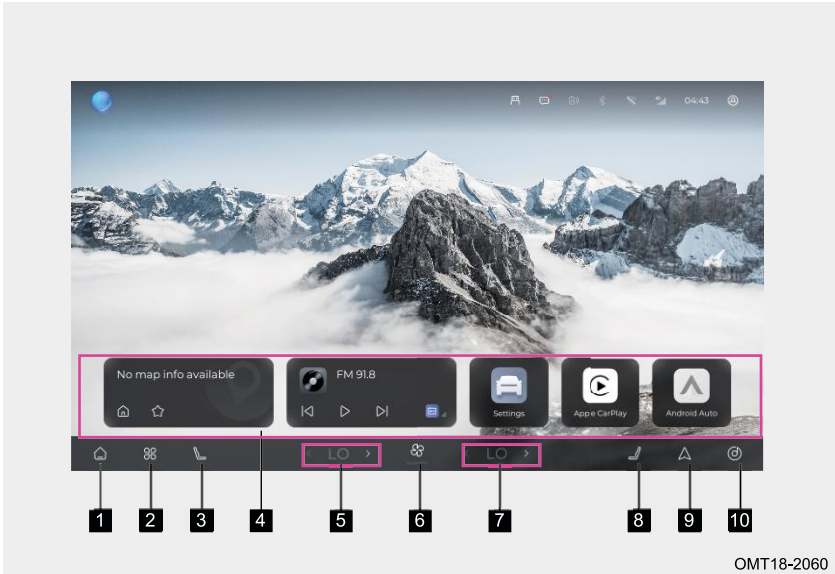 04:43
No map info available
FM 91.8
Settings
Appe CarPlay
Android Auto
LO
LO
1
2
3
4
5
6
7
8
9
10
OMT18-2060